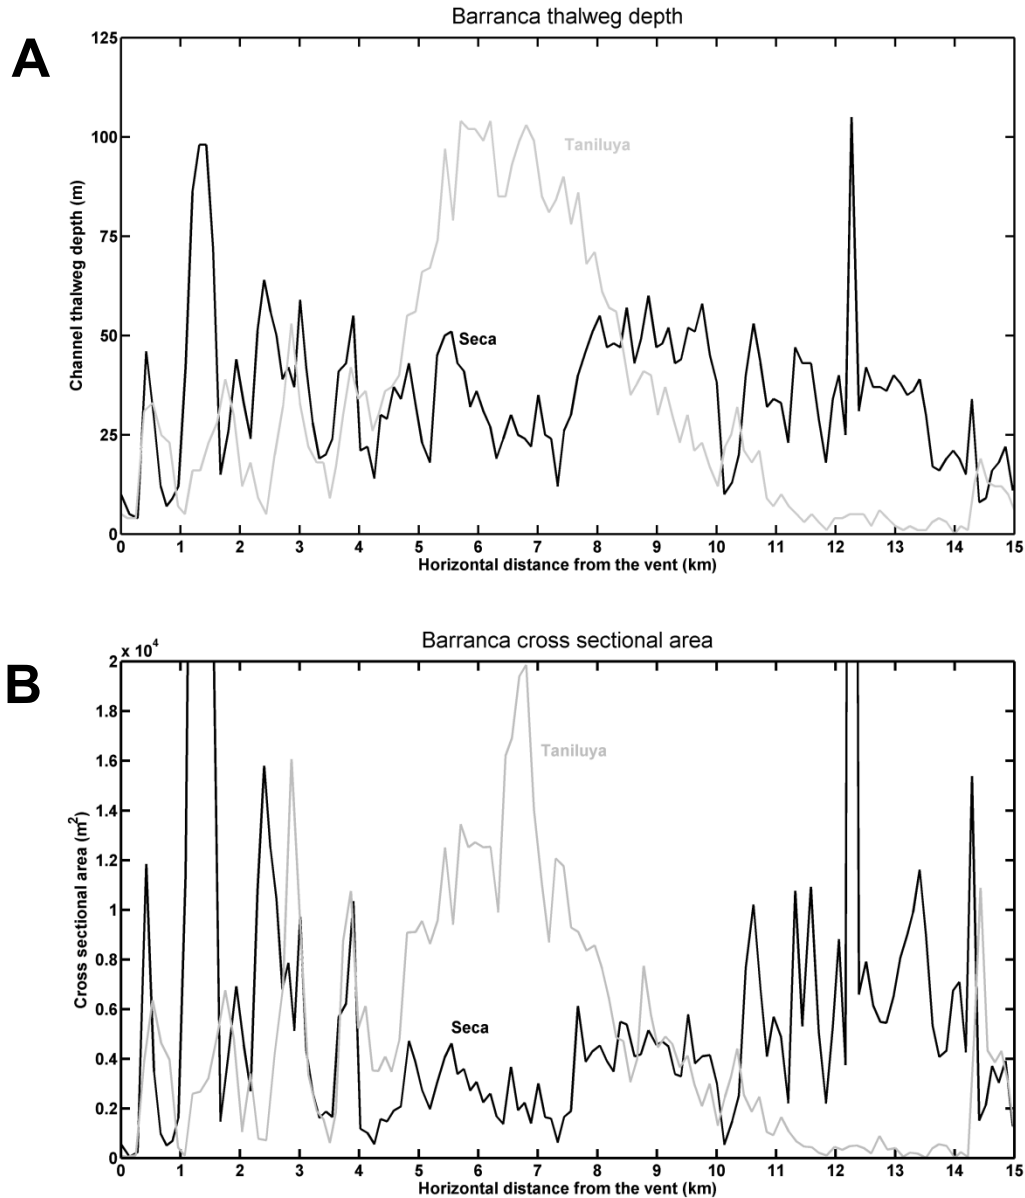 Barranca thalweg depth
A
125
100
75
50
25
0
Channel thalweg depth (m)
Taniluya
Seca
0 1 2 3 4 5 6 7 8 9 10 11 12 13 14 15
Horizontal distance from the vent (km)
Barranca cross sectional area
B
x 10⁴
2
1.8
1.6
1.4
1.2
1
0.8
0.6
0.4
0.2
0
Cross sectional area (m²)
Taniluya
Seca
0 1 2 3 4 5 6 7 8 9 10 11 12 13 14 15
Horizontal distance from the vent (km)